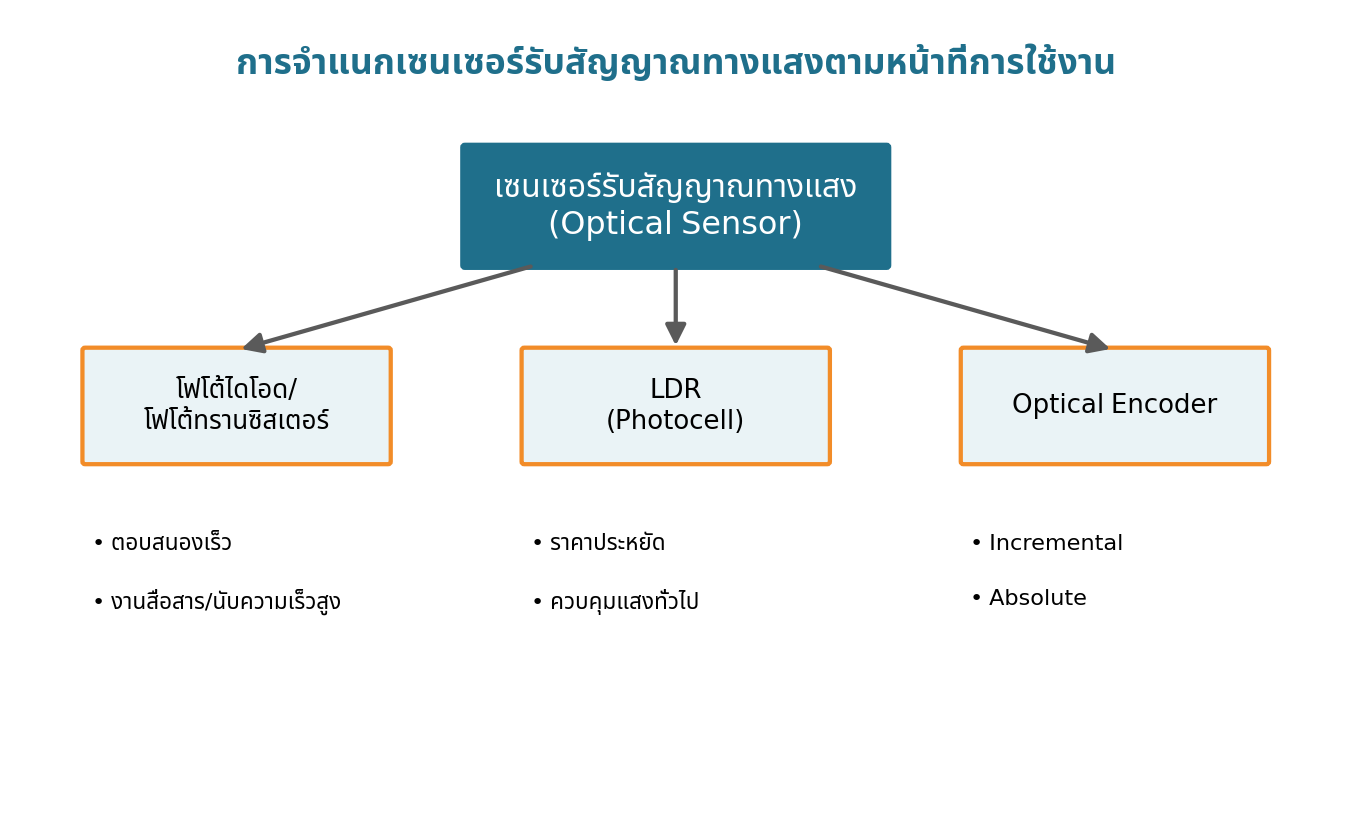 การจำแนกเซนเซอร์รับสัญญาณทางแสงตามหน้าที่การใช้งาน
เซนเซอร์รับสัญญาณทางแสง
(Optical Sensor)
โฟโต้ไดโอด/
โฟโต้ทรานซิสเตอร์
LDR
(Photocell)
Optical Encoder
• ตอบสนองเร็ว
• งานสื่อสาร/นับความเร็วสูง
• ราคาประหยัด
• ควบคุมแสงทั่วไป
• Incremental
• Absolute